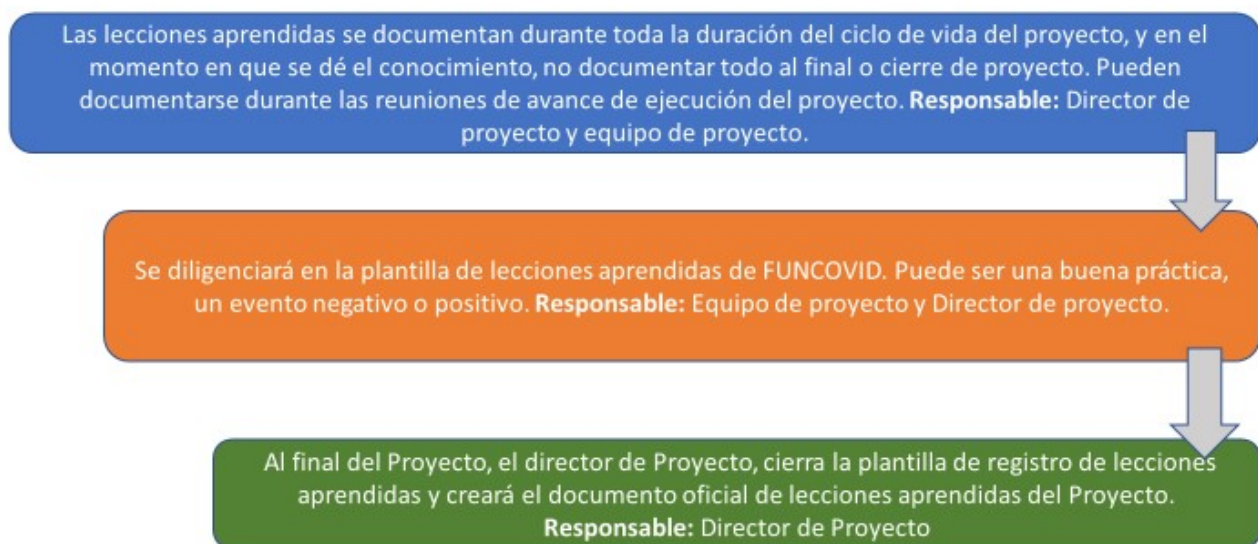 Las lecciones aprendidas se documentan durante toda la duración del ciclo de vida del proyecto, y en el
momento en que se dé el conocimiento, no documentar todo al final o cierre de proyecto. Pueden
documentarse durante las reuniones de avance de ejecución del proyecto. Responsable: Director de
proyecto y equipo de proyecto.
Se diligenciará en la plantilla de lecciones aprendidas de FUNCOVID. Puede ser una buena práctica,
un evento negativo o positivo. Responsable: Equipo de proyecto y Director de proyecto.
Al final del Proyecto, el director de Proyecto, cierra la plantilla de registro de lecciones
aprendidas y creará el documento oficial de lecciones aprendidas del Proyecto.
Responsable: Director de Proyecto